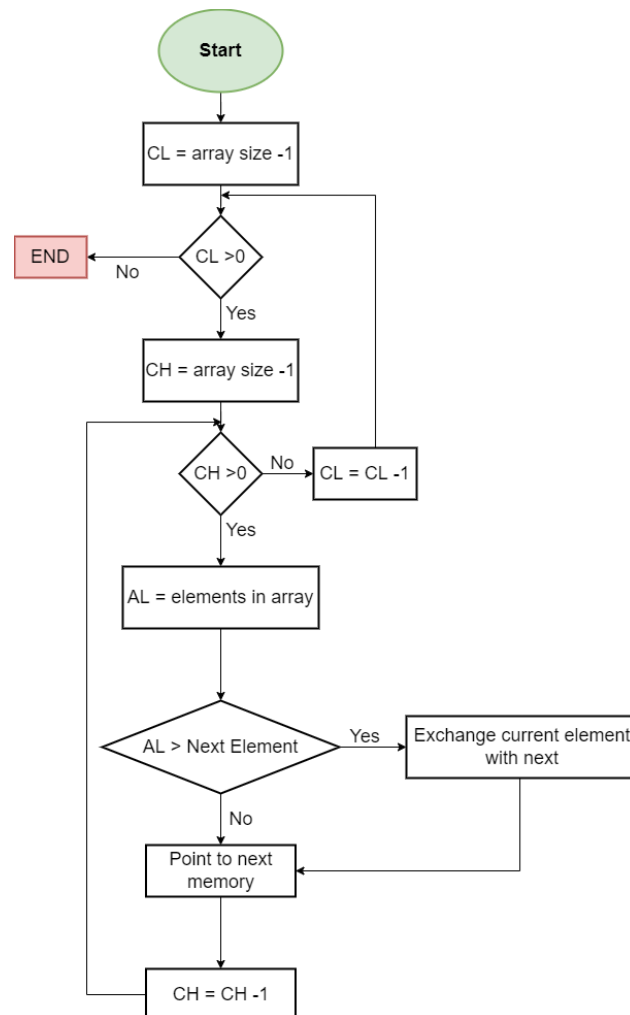 Start
CL = array size -1
CL >0
END
No
Yes
CH = array size -1
CH >0
No
CL = CL -1
Yes
AL = elements in array
AL > Next Element
Yes
Exchange current element
with next
No
Point to next
memory
CH = CH -1